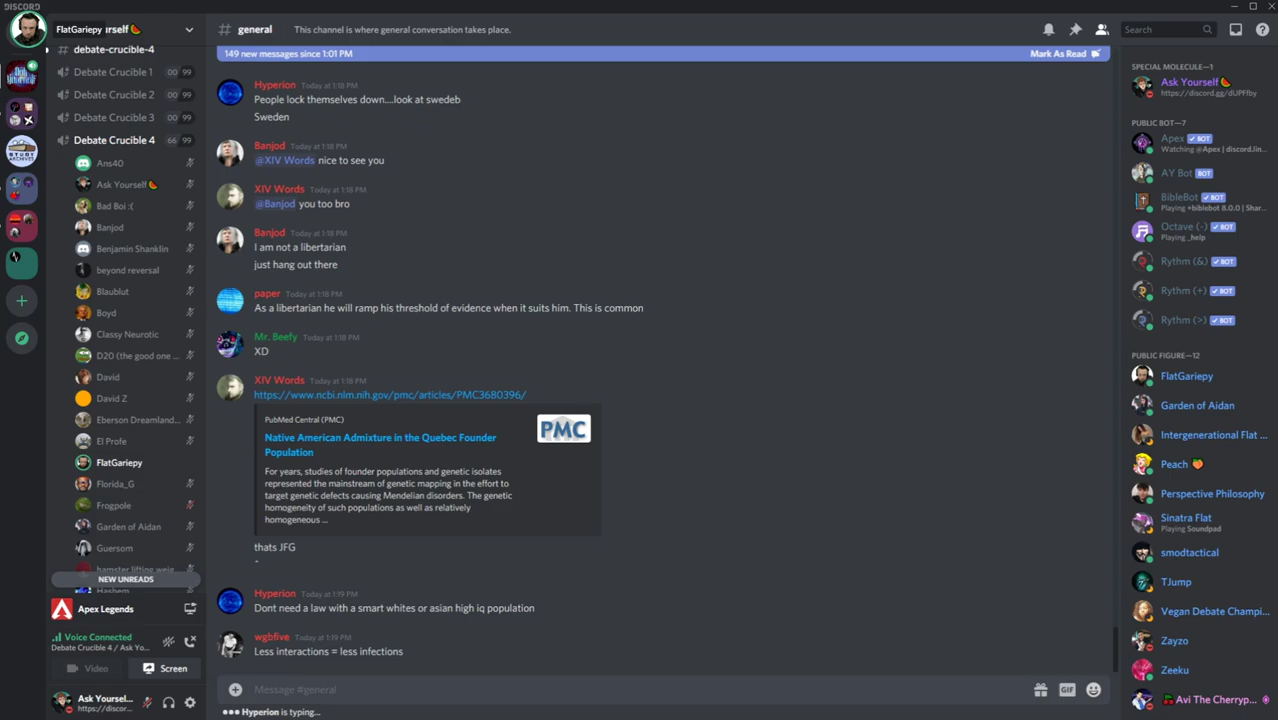 DISCORD
FlatGariepy
rself 🍉
debate-crucible-4
Debate Crucible 1 00 99
Debate Crucible 2 00 99
Debate Crucible 3 00 99
Debate Crucible 4 66 99
Ans40
Ask Yourself 🍉
Bad Boi :(
Banjod
Benjamin Shanklin
beyond reversal
Blaublut
Boyd
Classy Neurotic
D20 (the good one ...
David
David Z
Eberson Dreamland...
El Profe
FlatGariepy
Florida_G
Frogpole
Garden of Aidan
Guersom
hamster lifting weig...
NEW UNREADS
Hashem
Apex Legends
Voice Connected
Debate Crucible 4 / Ask Yo...
Video
Screen
Ask Yoursel...
https://discor...
# general
This channel is where general conversation takes place.
Search
149 new messages since 1:01 PM
Mark As Read
Hyperion Today at 1:18 PM
People lock themselves down....look at swedeb
Sweden
Banjod Today at 1:18 PM
@XIV Words nice to see you
XIV Words Today at 1:18 PM
@Banjod you too bro
Banjod Today at 1:18 PM
I am not a libertarian
just hang out there
paper Today at 1:18 PM
As a libertarian he will ramp his threshold of evidence when it suits him. This is common
Mr. Beefy Today at 1:18 PM
XD
XIV Words Today at 1:18 PM
https://www.ncbi.nlm.nih.gov/pmc/articles/PMC3680396/
PubMed Central (PMC)
PMC
Native American Admixture in the Quebec Founder
Population
For years, studies of founder populations and genetic isolates
represented the mainstream of genetic mapping in the effort to
target genetic defects causing Mendelian disorders. The genetic
homogeneity of such populations as well as relatively
homogeneous ...
thats JFG
-
Hyperion Today at 1:19 PM
Dont need a law with a smart whites or asian high iq population
wgbfive Today at 1:19 PM
Less interactions = less infections
Message #general
GIF
Hyperion is typing...
SPECIAL MOLECULE—1
Ask Yourself 🍉
https://discord.gg/dUPFfby
PUBLIC BOT—7
Apex ✓ BOT
Watching @Apex | discord.lin...
AY Bot BOT
BibleBot ✓ BOT
Playing +biblebot 8.0.0 | Shar...
Octave (-) ✓ BOT
Playing _help
Rythm (&) ✓ BOT
Rythm (+) ✓ BOT
Rythm (>) ✓ BOT
PUBLIC FIGURE—12
FlatGariepy
Garden of Aidan
Intergenerational Flat ...
Peach 🍑
Perspective Philosophy
Sinatra Flat
Playing Soundpad
smodtactical
TJump
Vegan Debate Champi...
Zayzo
Zeeku
🍒 Avi The Cherryp...